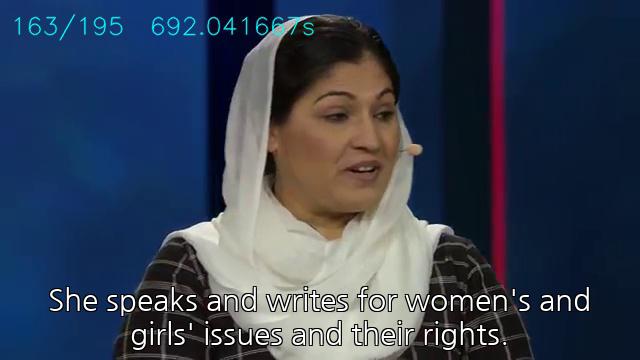 163/195 692.041667s
She speaks and writes for women's and
girls' issues and their rights.